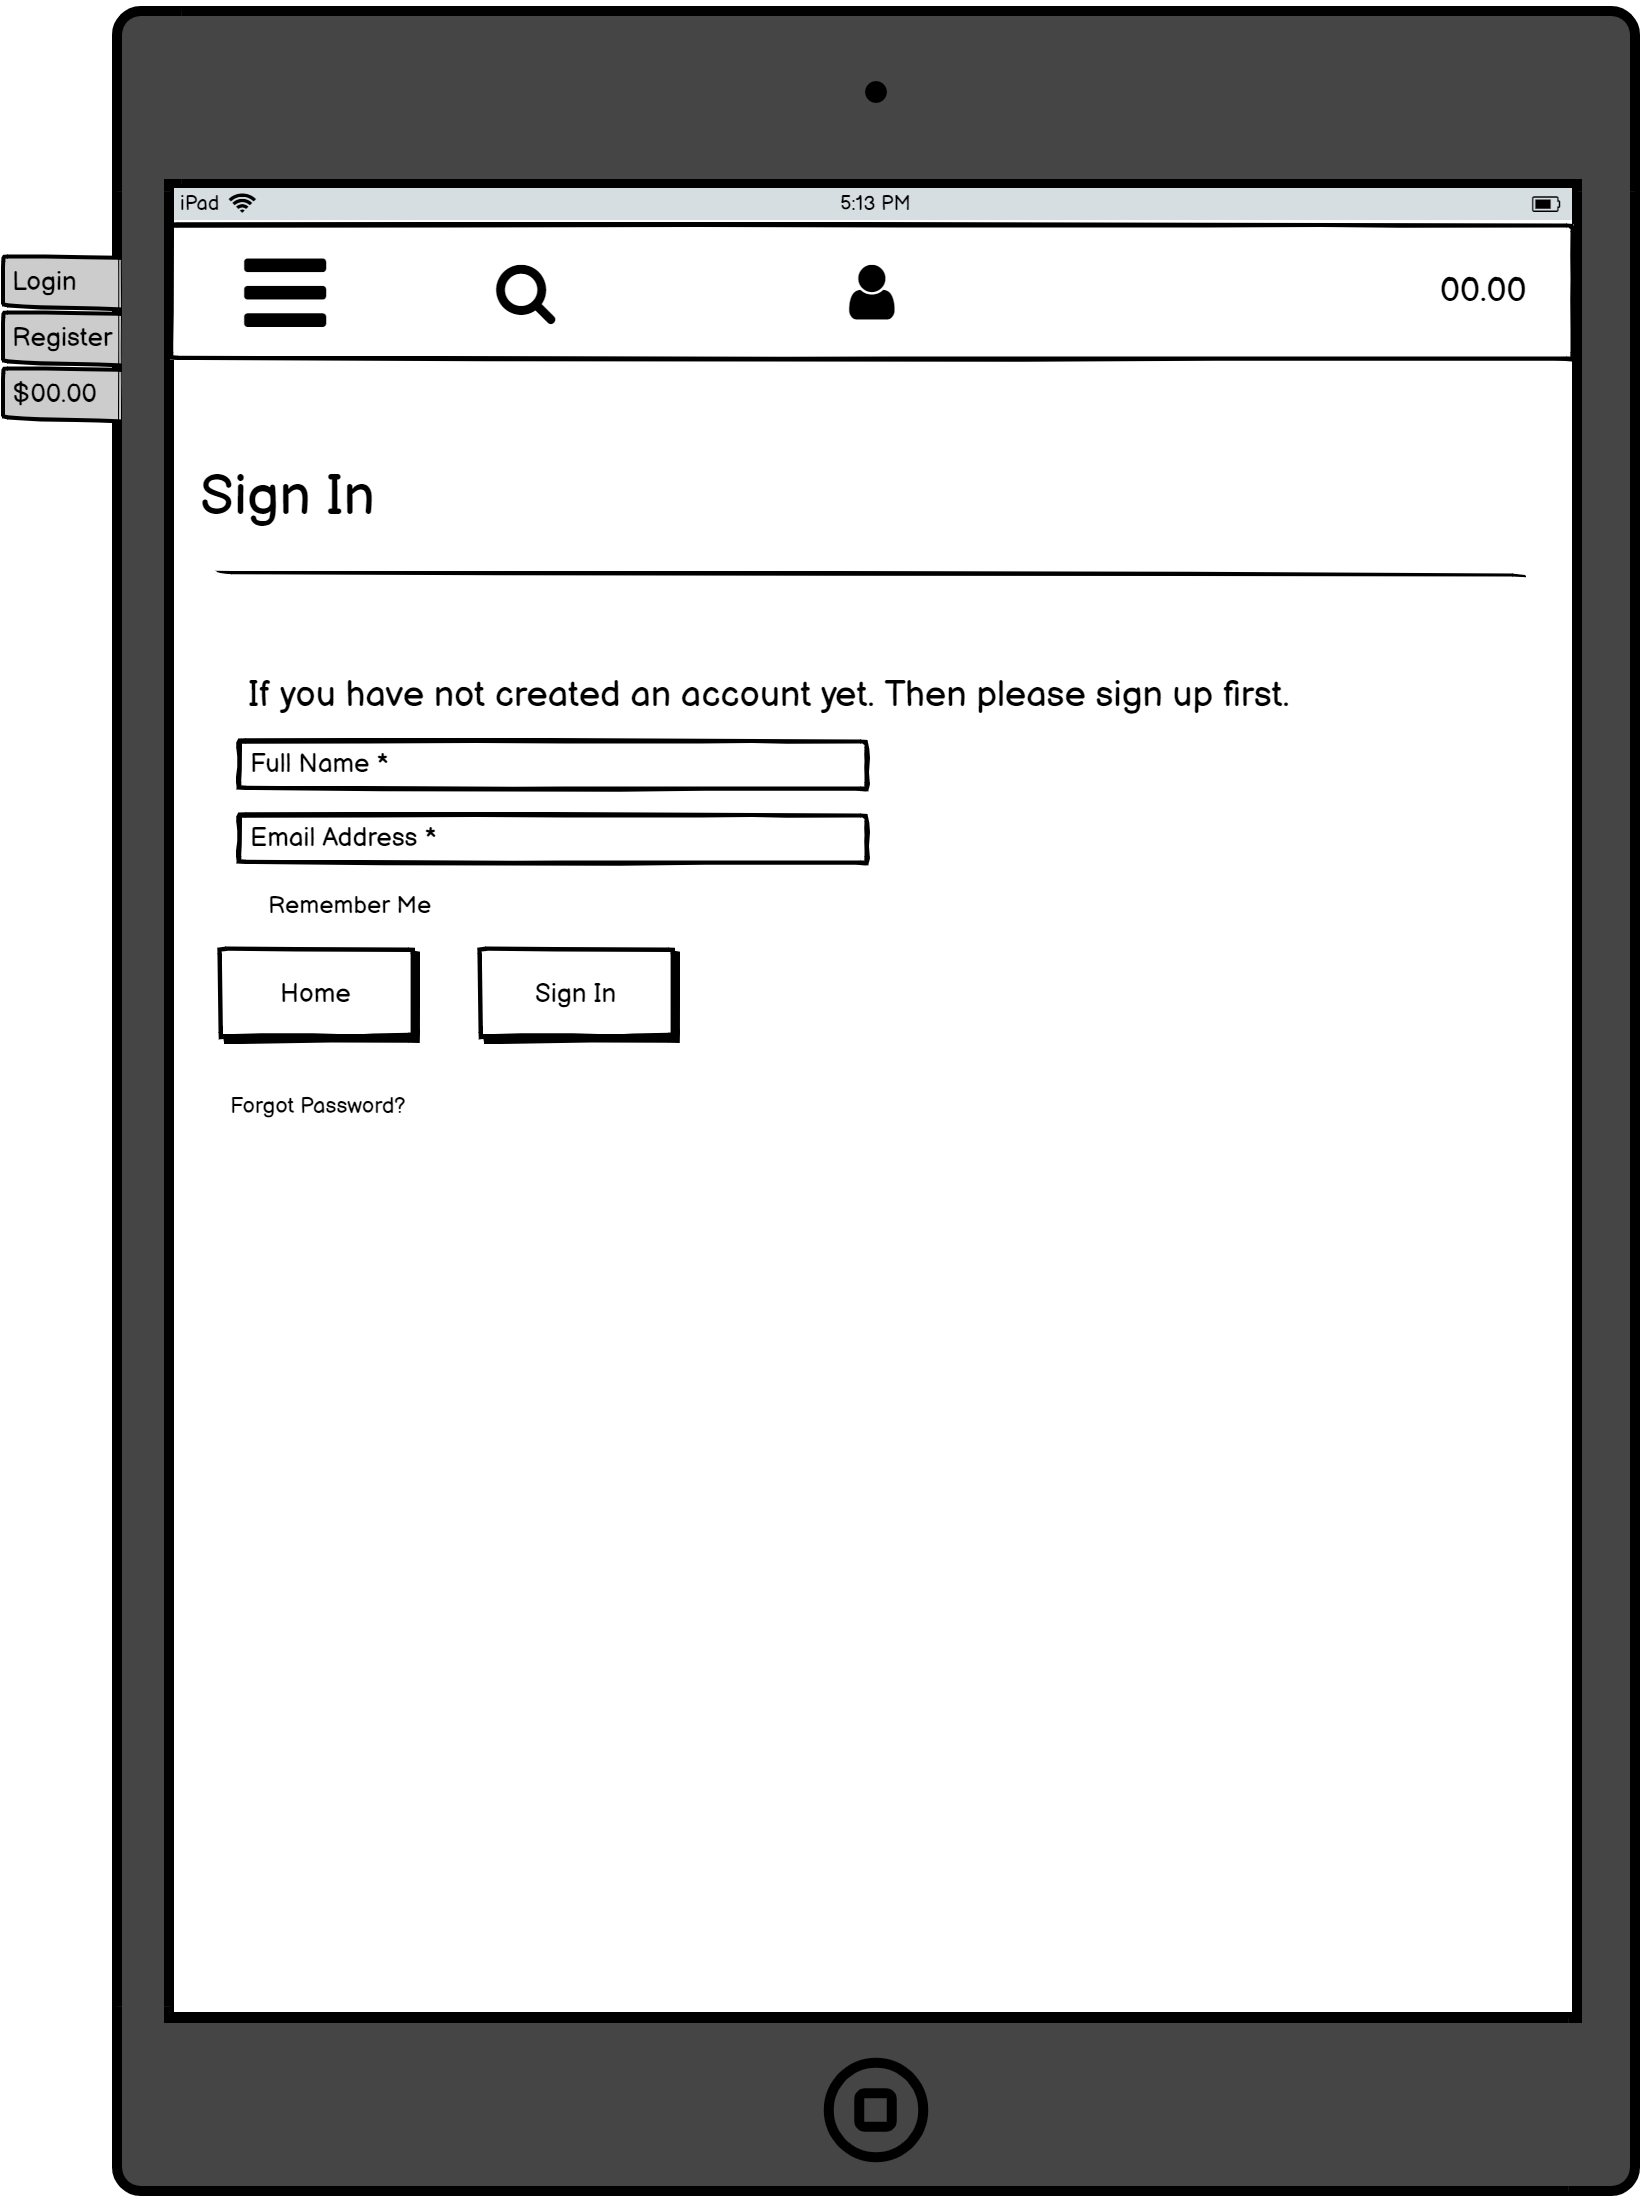 iPad
5:13 PM
Login
Register
$00.00
00.00
Sign In
If you have not created an account yet. Then please sign up first.
Full Name *
Email Address *
Remember Me
Home
Sign In
Forgot Password?